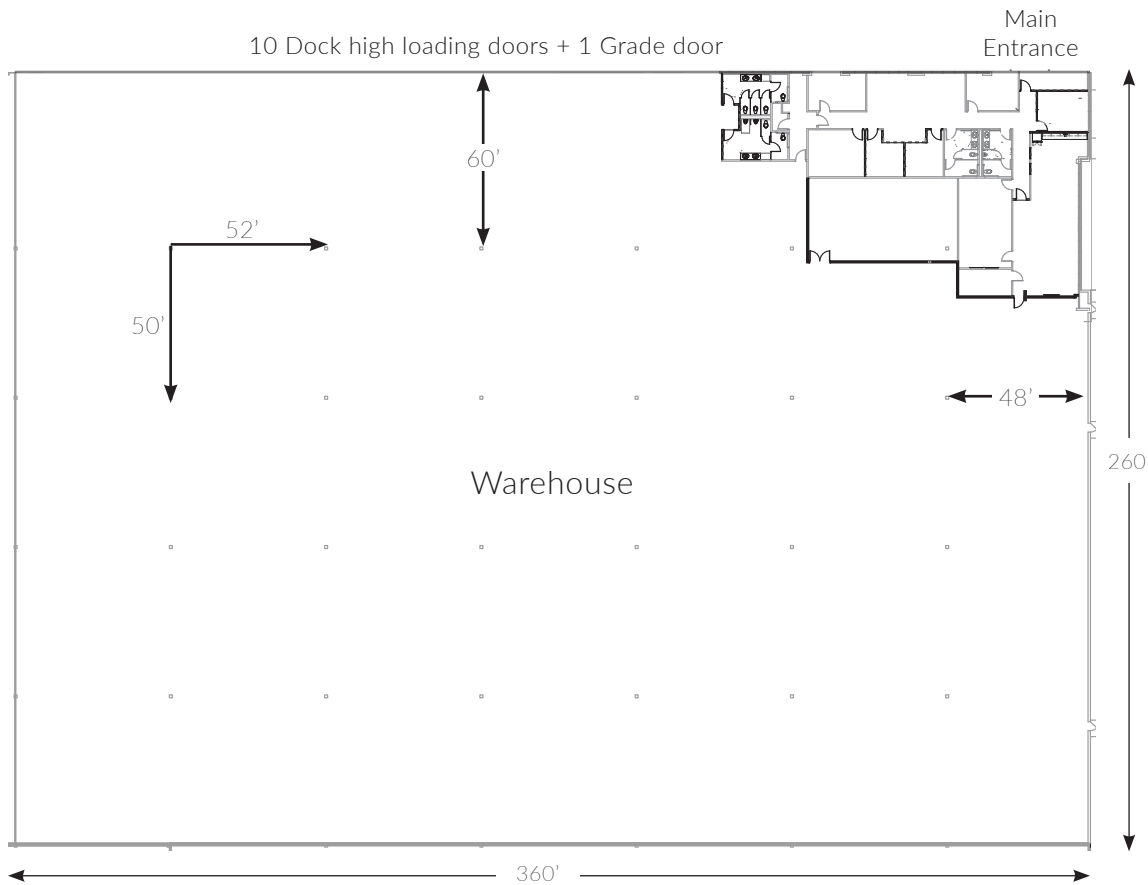 Main
Entrance
10 Dock high loading doors + 1 Grade door
60’
52’
50’
48’
260
Warehouse
360’